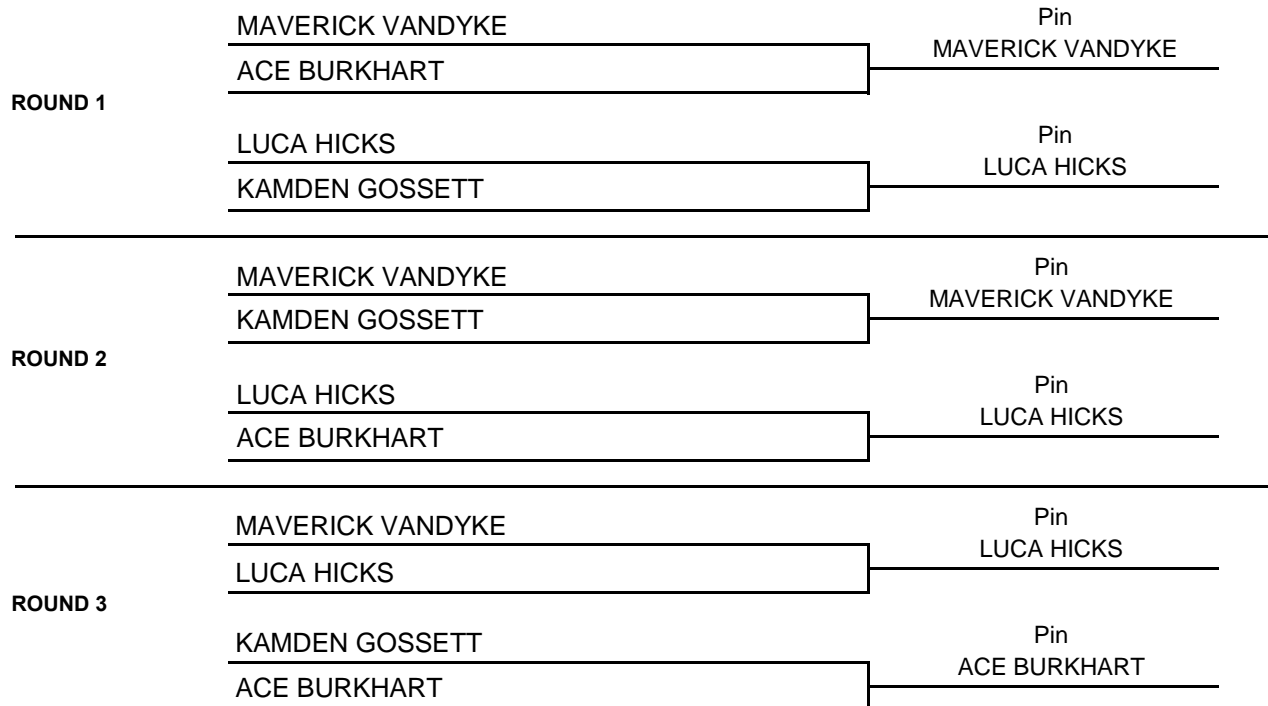 MAVERICK VANDYKE
Pin
MAVERICK VANDYKE
ACE BURKHART
ROUND 1
LUCA HICKS
Pin
LUCA HICKS
KAMDEN GOSSETT
MAVERICK VANDYKE
Pin
MAVERICK VANDYKE
KAMDEN GOSSETT
ROUND 2
LUCA HICKS
Pin
LUCA HICKS
ACE BURKHART
MAVERICK VANDYKE
Pin
LUCA HICKS
LUCA HICKS
ROUND 3
KAMDEN GOSSETT
Pin
ACE BURKHART
ACE BURKHART